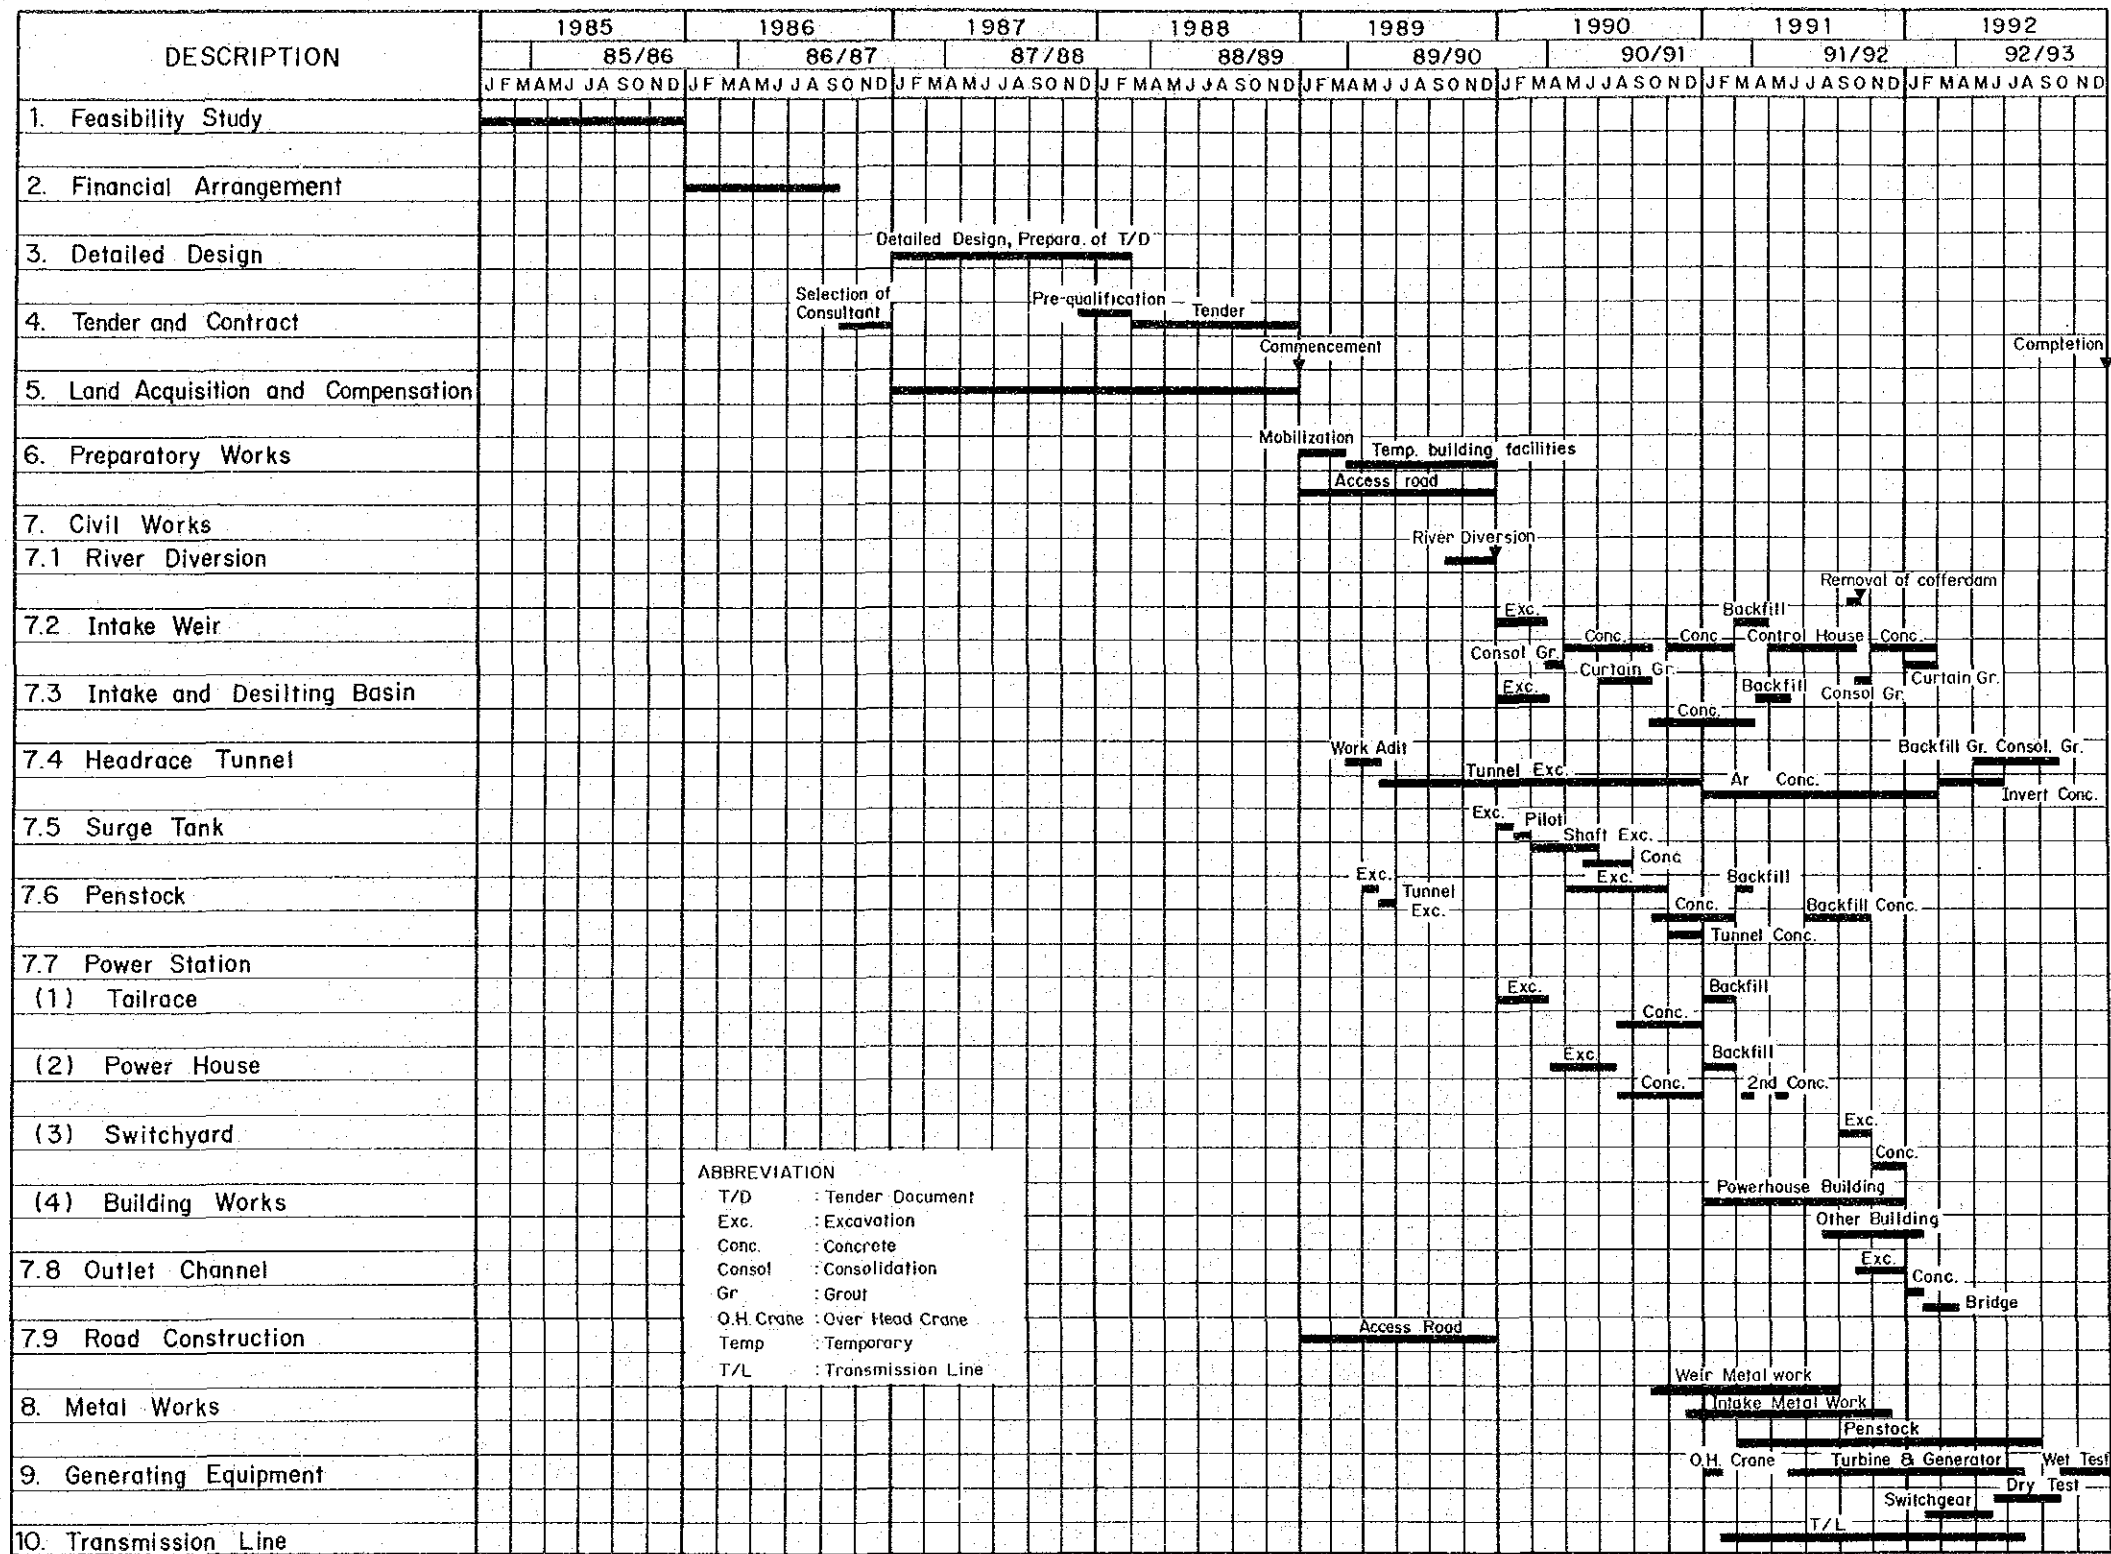 DESCRIPTION
1985 1986 1987 1988 1989 1990 1991 1992
85/86 86/87 87/88 88/89 89/90 90/91 91/92 92/93
J F M A M J J A S O N D J F M A M J J A S O N D J F M A M J J A S O N D J F M A M J J A S O N D J F M A M J J A S O N D J F M A M J J A S O N D J F M A M J J A S O N D J F M A M J J A S O N D
1. Feasibility Study
2. Financial Arrangement
Detailed Design, Prepara. of T/D
3. Detailed Design
Selection of
Consultant
Pre-qualification
Tender
4. Tender and Contract
Commencement
Completion
5. Land Acquisition and Compensation
Mobilization
6. Preparatory Works
Temp. building facilities
Access road
7. Civil Works
River Diversion
7.1 River Diversion
Removal of cofferdam
Exc. Backfill
7.2 Intake Weir
Conc. Conc. Control House Conc.
Consol Gr.
Curtain Gr. Curtain Gr.
7.3 Intake and Desilting Basin
Exc. Backfill Consol Gr.
Conc.
Work Adit
Backfill Gr. Consol. Gr.
7.4 Headrace Tunnel
Tunnel Exc. Ar Conc.
Invert Conc.
Exc. Pilot
7.5 Surge Tank
Shaft Exc.
Conc
Exc. Exc. Backfill
7.6 Penstock
Tunnel
Exc.
Conc. Backfill Conc.
Tunnel Conc.
7.7 Power Station
Exc. Backfill
(1) Tailrace
Conc.
Exc. Backfill
(2) Power House
Conc. 2nd Conc.
Exc.
(3) Switchyard
Conc.
Powerhouse Building
(4) Building Works
Other Building
Exc.
7.8 Outlet Channel
Conc.
Bridge
Access Road
7.9 Road Construction
Weir Metal work
8. Metal Works
Intake Metal Work
Penstock
O.H. Crane Turbine & Generator Wet Test
9. Generating Equipment
Dry Test
Switchgear
T/L
10. Transmission Line
ABBREVIATION
T/D : Tender Document
Exc. : Excavation
Conc. : Concrete
Consol : Consolidation
Gr : Grout
O.H. Crane : Over Head Crane
Temp : Temporary
T/L : Transmission Line